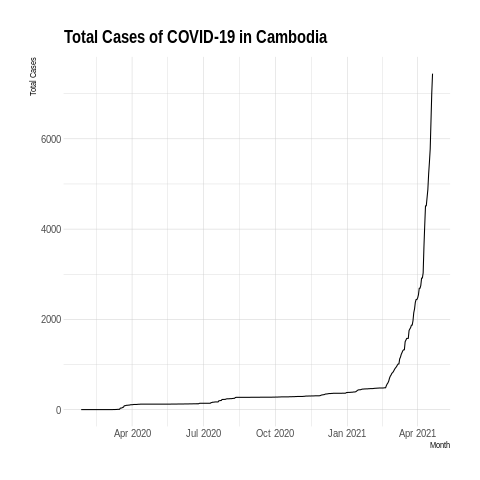 Total Cases of COVID-19 in Cambodia
Total Cases
6000
4000
2000
0
Apr 2020 Jul 2020 Oct 2020 Jan 2021 Apr 2021
Month